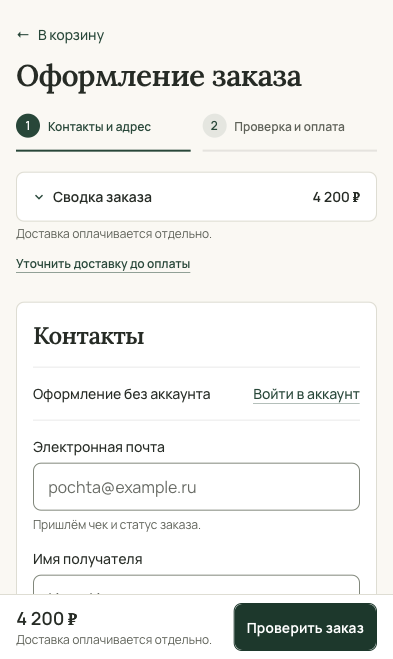 ← В корзину
Оформление заказа
1 Контакты и адрес
2 Проверка и оплата
Сводка заказа 4 200 ₽
Доставка оплачивается отдельно.
Уточнить доставку до оплаты
Контакты
Оформление без аккаунта Войти в аккаунт
Электронная почта
pochta@example.ru
Пришлём чек и статус заказа.
Имя получателя
4 200 ₽
Доставка оплачивается отдельно.
Проверить заказ